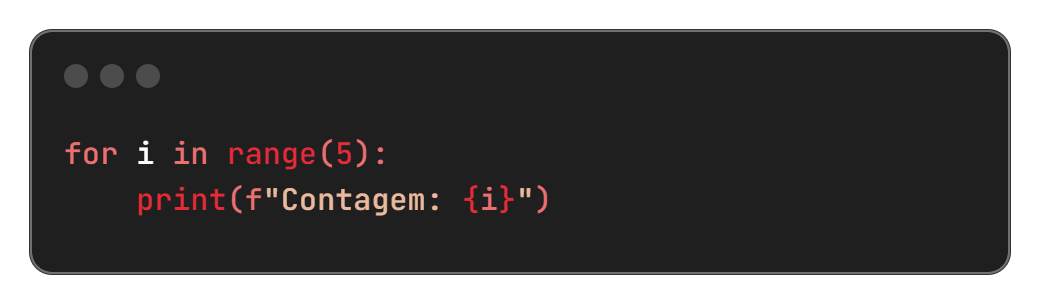 for i in range(5):
    print(f"Contagem: {i}")